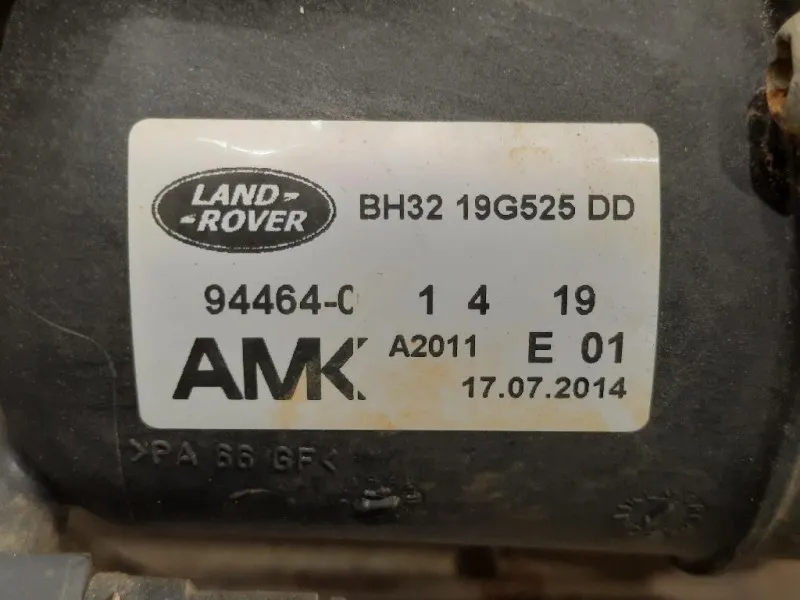 LAND-
-ROVER
BH32 19G525 DD
94464-0 1 4 19
AMK A2011 E 01
17.07.2014
>PA 66 GF<